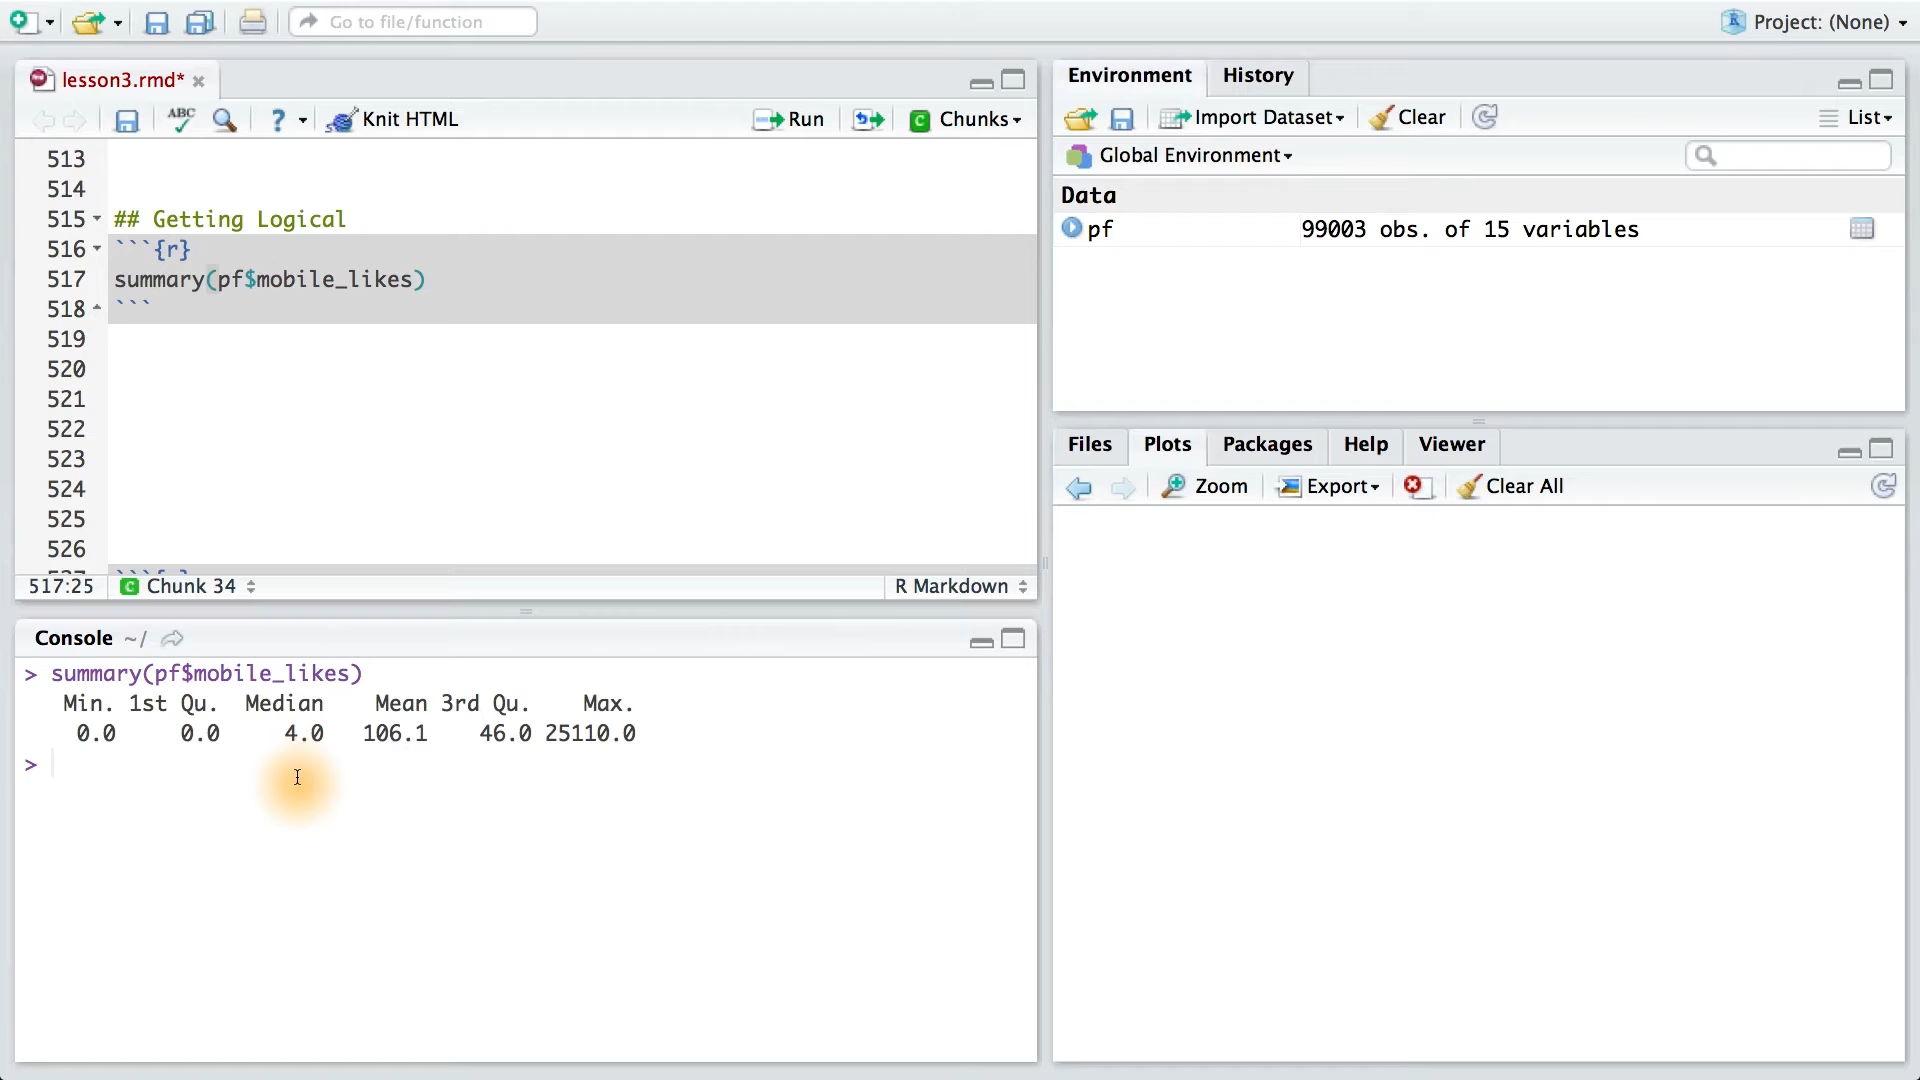 Go to file/function
Project: (None)
lesson3.rmd*
ABC
?
Knit HTML
Run
Chunks
513
514
515 ## Getting Logical
516 ```{r}
517 summary(pf$mobile_likes)
518 ```
519
520
521
522
523
524
525
526
517:25
C Chunk 34
R Markdown
Console ~/
> summary(pf$mobile_likes)
Min. 1st Qu. Median Mean 3rd Qu. Max.
0.0 0.0 4.0 106.1 46.0 25110.0
>
Environment History
Import Dataset
Clear
List
Global Environment
Data
pf 99003 obs. of 15 variables
Files Plots Packages Help Viewer
Zoom
Export
Clear All